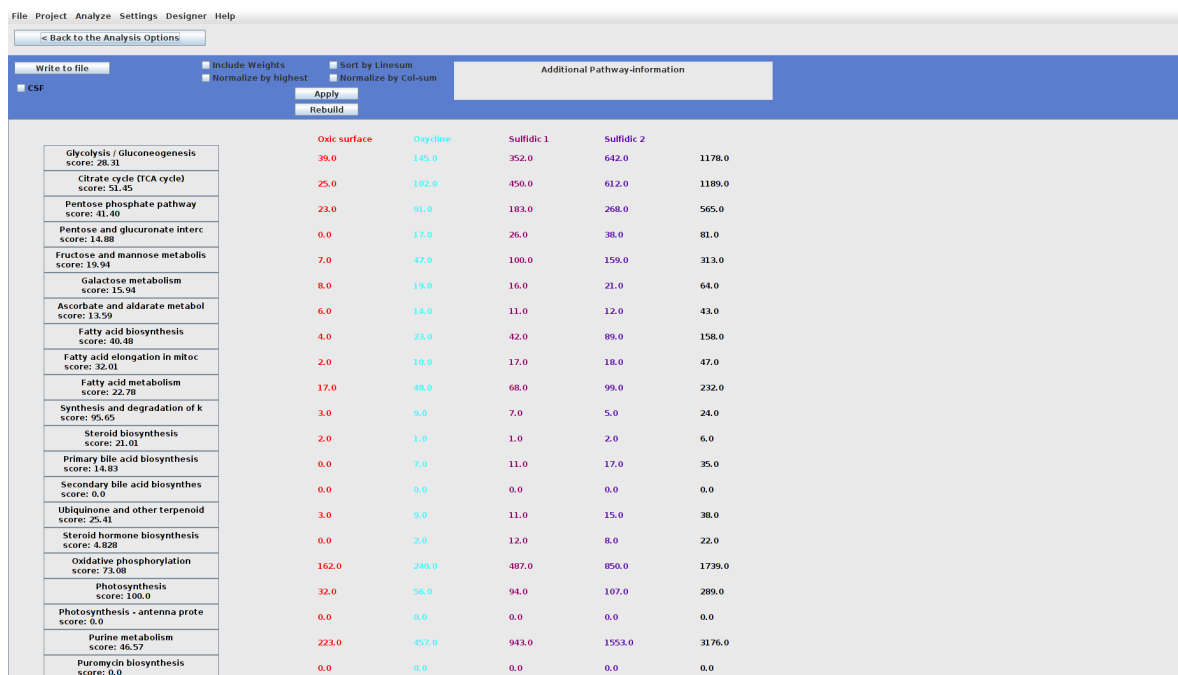 File Project Analyze Settings Designer Help
< Back to the Analysis Options
Write to file
CSF
Include Weights
Sort by Linesum
Normalize by highest
Normalize by Col-sum
Apply
Rebuild
Additional Pathway-information
Oxic surface Oxycline Sulfidic 1 Sulfidic 2
Glycolysis / Gluconeogenesis
score: 28.31
39.0 145.0 352.0 642.0 1178.0
Citrate cycle (TCA cycle)
score: 51.45
25.0 102.0 450.0 612.0 1189.0
Pentose phosphate pathway
score: 41.40
23.0 91.0 183.0 268.0 565.0
Pentose and glucuronate interc
score: 14.88
0.0 17.0 26.0 38.0 81.0
Fructose and mannose metabolis
score: 19.94
7.0 47.0 100.0 159.0 313.0
Galactose metabolism
score: 15.94
8.0 19.0 16.0 21.0 64.0
Ascorbate and aldarate metabol
score: 13.59
6.0 14.0 11.0 12.0 43.0
Fatty acid biosynthesis
score: 40.48
4.0 23.0 42.0 89.0 158.0
Fatty acid elongation in mitoc
score: 32.01
2.0 10.0 17.0 18.0 47.0
Fatty acid metabolism
score: 22.78
17.0 48.0 68.0 99.0 232.0
Synthesis and degradation of k
score: 95.65
3.0 9.0 7.0 5.0 24.0
Steroid biosynthesis
score: 21.01
2.0 1.0 1.0 2.0 6.0
Primary bile acid biosynthesis
score: 14.83
0.0 7.0 11.0 17.0 35.0
Secondary bile acid biosynthes
score: 0.0
0.0 0.0 0.0 0.0 0.0
Ubiquinone and other terpenoid
score: 25.41
3.0 9.0 11.0 15.0 38.0
Steroid hormone biosynthesis
score: 4.828
0.0 2.0 12.0 8.0 22.0
Oxidative phosphorylation
score: 73.08
162.0 240.0 487.0 850.0 1739.0
Photosynthesis
score: 100.0
32.0 56.0 94.0 107.0 289.0
Photosynthesis - antenna prote
score: 0.0
0.0 0.0 0.0 0.0 0.0
Purine metabolism
score: 46.57
223.0 457.0 943.0 1553.0 3176.0
Puromycin biosynthesis
score: 0.0
0.0 0.0 0.0 0.0 0.0